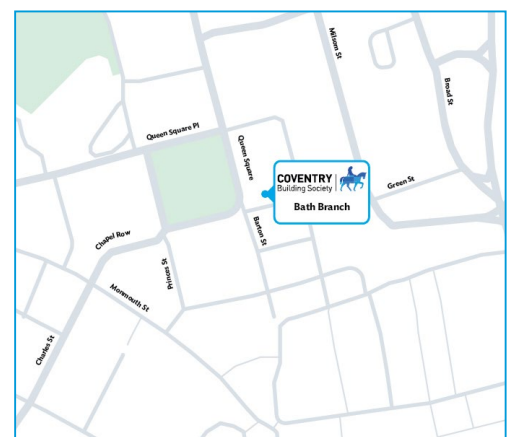 Milsom St
Broad St
Queen Square Pl
Queen Square
COVENTRY
Building Society
Bath Branch
Green St
Barton St
Chapel Row
Princes St
Monmouth St
Charles St